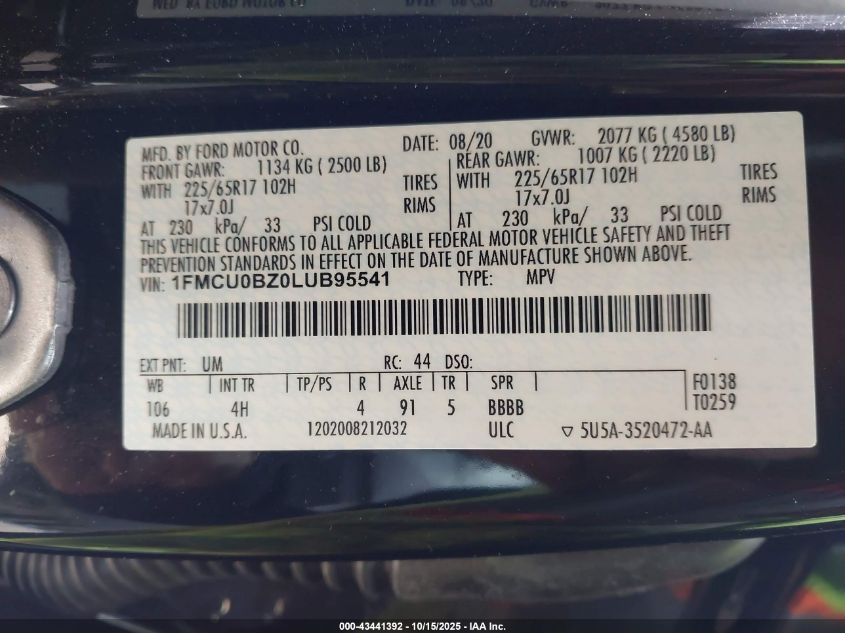 MFD. BY FORD MOTOR CO. DATE: 08/20 GVWR: 2077 KG ( 4580 LB)
FRONT GAWR: 1134 KG ( 2500 LB) REAR GAWR: 1007 KG ( 2220 LB)
WITH 225/65R17 102H TIRES WITH 225/65R17 102H TIRES
17x7.0J RIMS 17x7.0J RIMS
AT 230 kPa/ 33 PSI COLD AT 230 kPa/ 33 PSI COLD
THIS VEHICLE CONFORMS TO ALL APPLICABLE FEDERAL MOTOR VEHICLE SAFETY AND THEFT
PREVENTION STANDARDS IN EFFECT ON THE DATE OF MANUFACTURE SHOWN ABOVE.
VIN: 1FMCU0BZ0LUB95541 TYPE: MPV
EXT PNT: UM RC: 44 DSO:
WB INT TR TP/PS R AXLE TR SPR F0138
106 4H 4 91 5 BBBB T0259
MADE IN U.S.A. 1202008212032 ULC ▽ 5U5A-3520472-AA
000-43441392 - 10/15/2025 - IAA Inc.